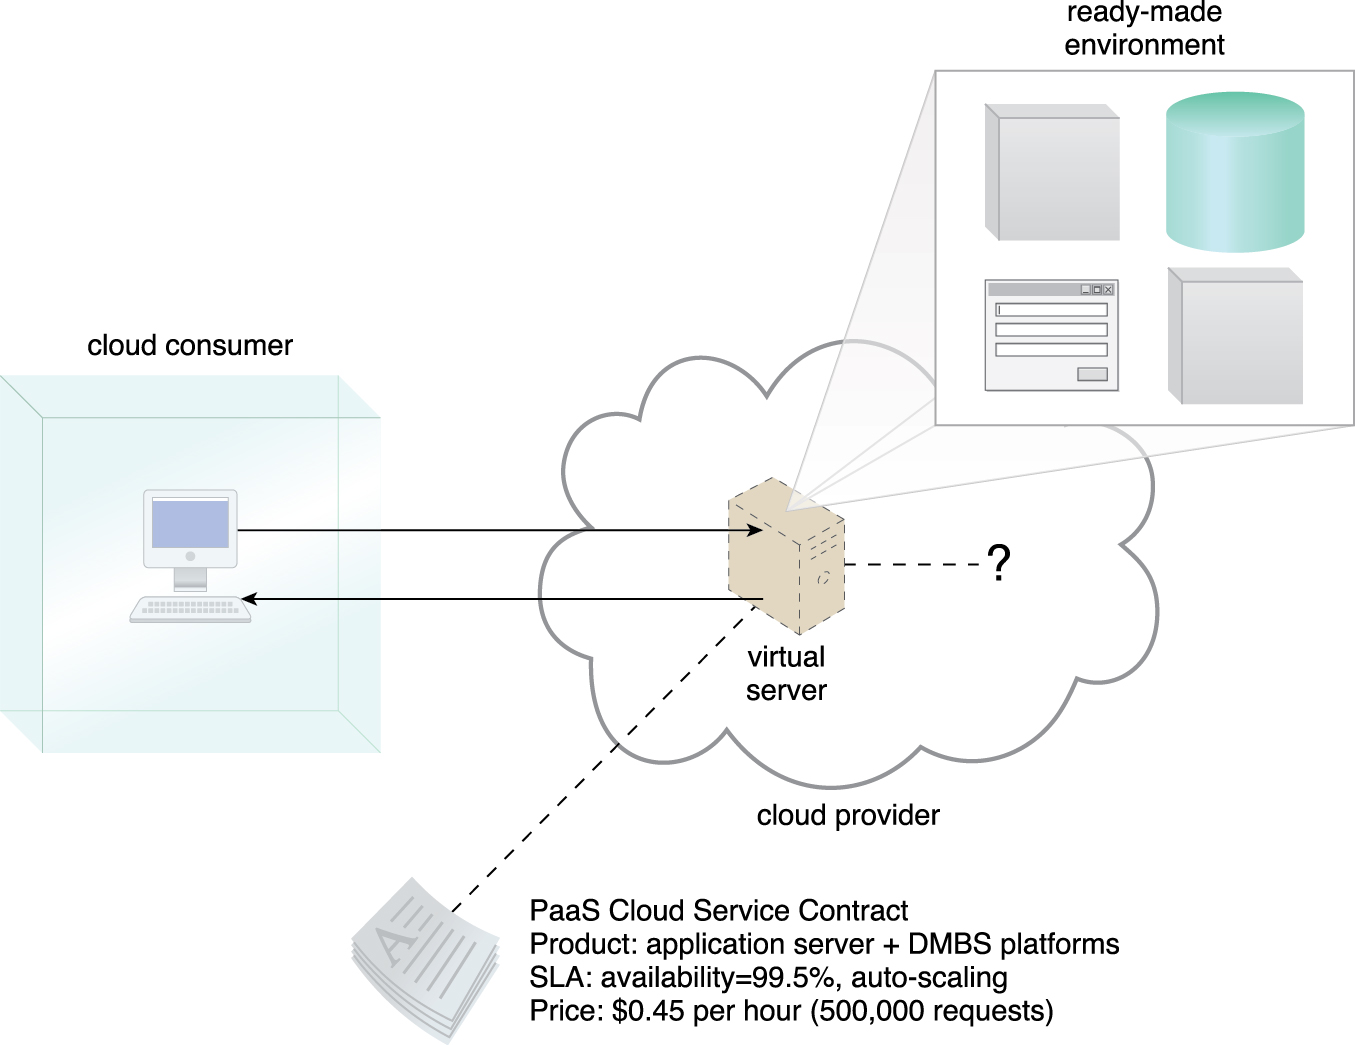 ready-made
environment
cloud consumer
?
virtual
server
cloud provider
A
PaaS Cloud Service Contract
Product: application server + DMBS platforms
SLA: availability=99.5%, auto-scaling
Price: $0.45 per hour (500,000 requests)